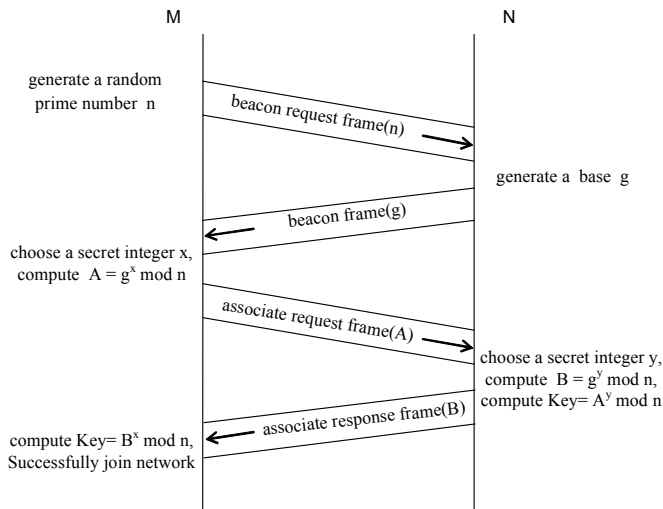 M
N
generate a random
prime number n
beacon request frame(n)
generate a base g
beacon frame(g)
choose a secret integer x,
compute A = g^x mod n
associate request frame(A)
choose a secret integer y,
compute B = g^y mod n,
compute Key= A^y mod n
associate response frame(B)
compute Key= B^x mod n,
Successfully join network